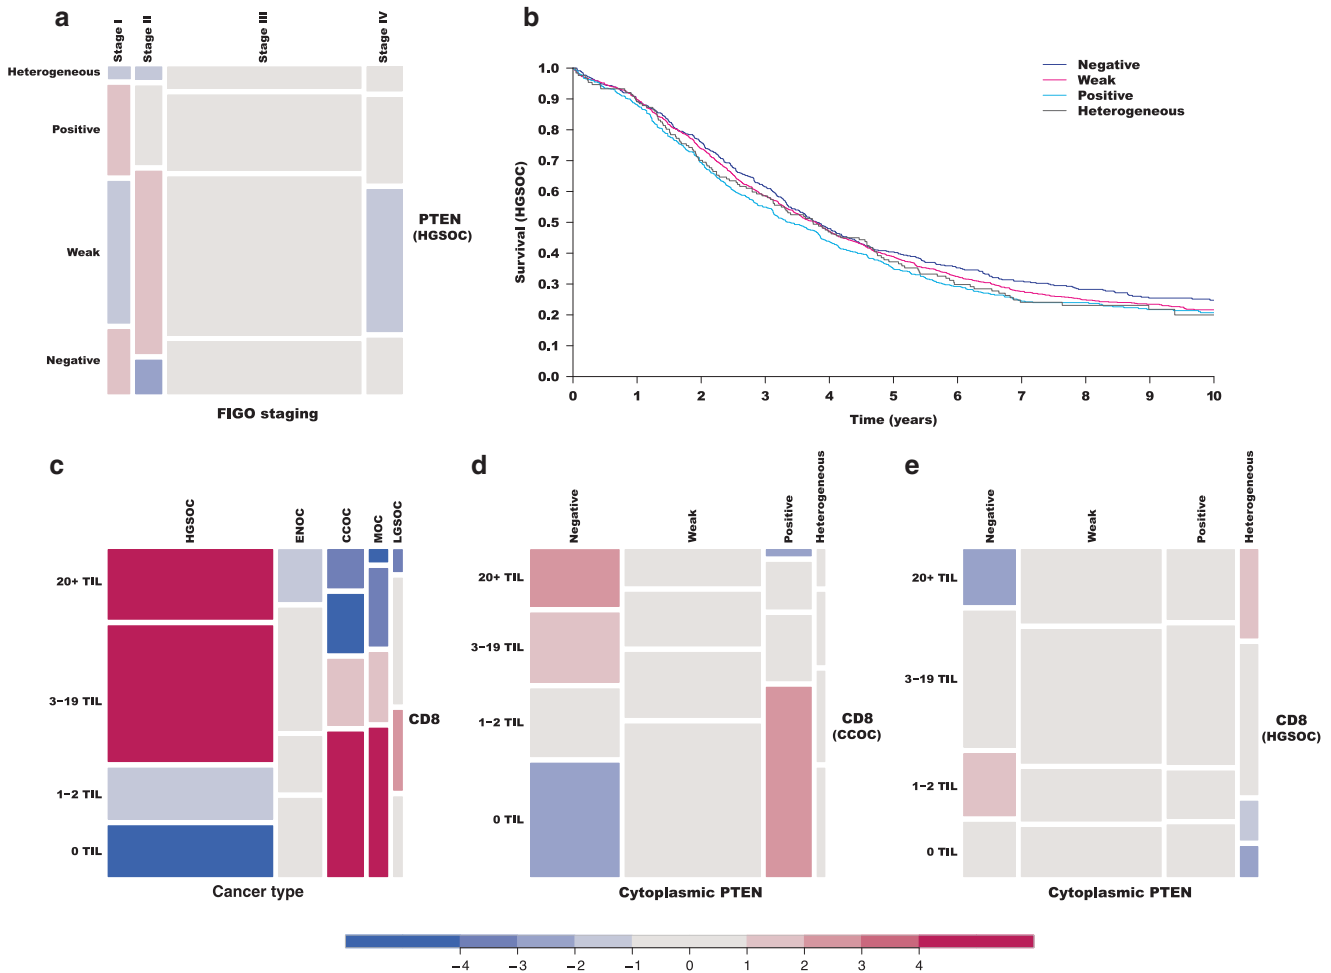 a
Stage I
Stage II
Stage III
Stage IV
Heterogeneous
Positive
Weak
Negative
PTEN
(HGSOC)
FIGO staging
b
Negative
Weak
Positive
Heterogeneous
Survival (HGSOC)
1.0
0.9
0.8
0.7
0.6
0.5
0.4
0.3
0.2
0.1
0.0
0 1 2 3 4 5 6 7 8 9 10
Time (years)
c
HGSOC
ENOC
CCOC
MOC
LGSOC
20+ TIL
3–19 TIL
1–2 TIL
0 TIL
CD8
Cancer type
d
Negative
Weak
Positive
Heterogeneous
20+ TIL
3–19 TIL
1–2 TIL
0 TIL
CD8
(CCOC)
Cytoplasmic PTEN
e
Negative
Weak
Positive
Heterogeneous
20+ TIL
3–19 TIL
1–2 TIL
0 TIL
CD8
(HGSOC)
Cytoplasmic PTEN
−4 −3 −2 −1 0 1 2 3 4